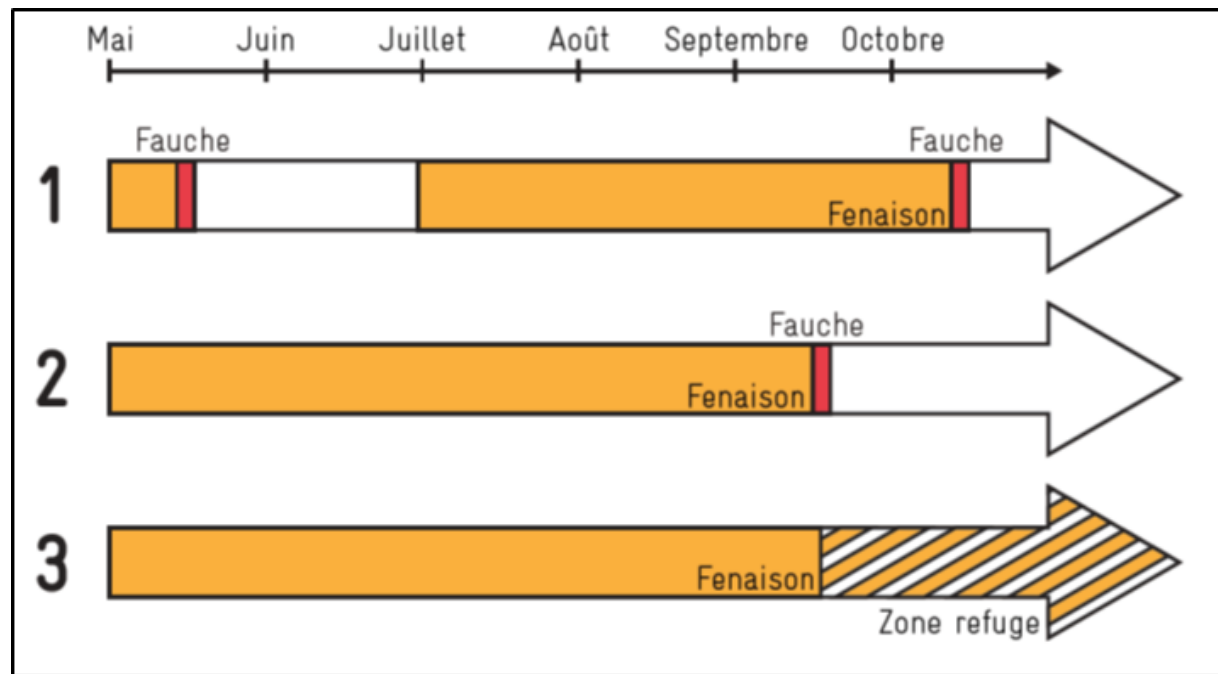 Mai Juin Juillet Août Septembre Octobre
Fauche Fauche
1
Fenaison
Fauche
2
Fenaison
3
Fenaison
Zone refuge